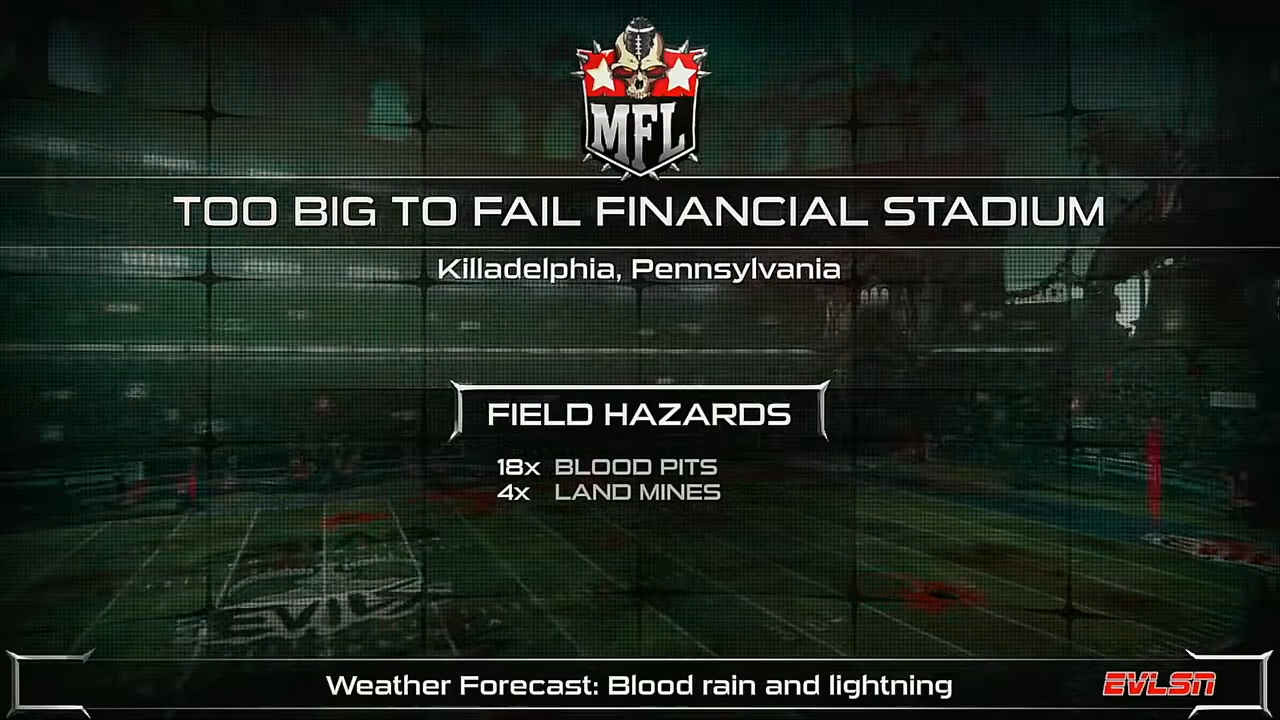 MFL
TOO BIG TO FAIL FINANCIAL STADIUM
Killadelphia, Pennsylvania
FIELD HAZARDS
18x BLOOD PITS
4x LAND MINES
EVILS
Weather Forecast: Blood rain and lightning
EVLSN